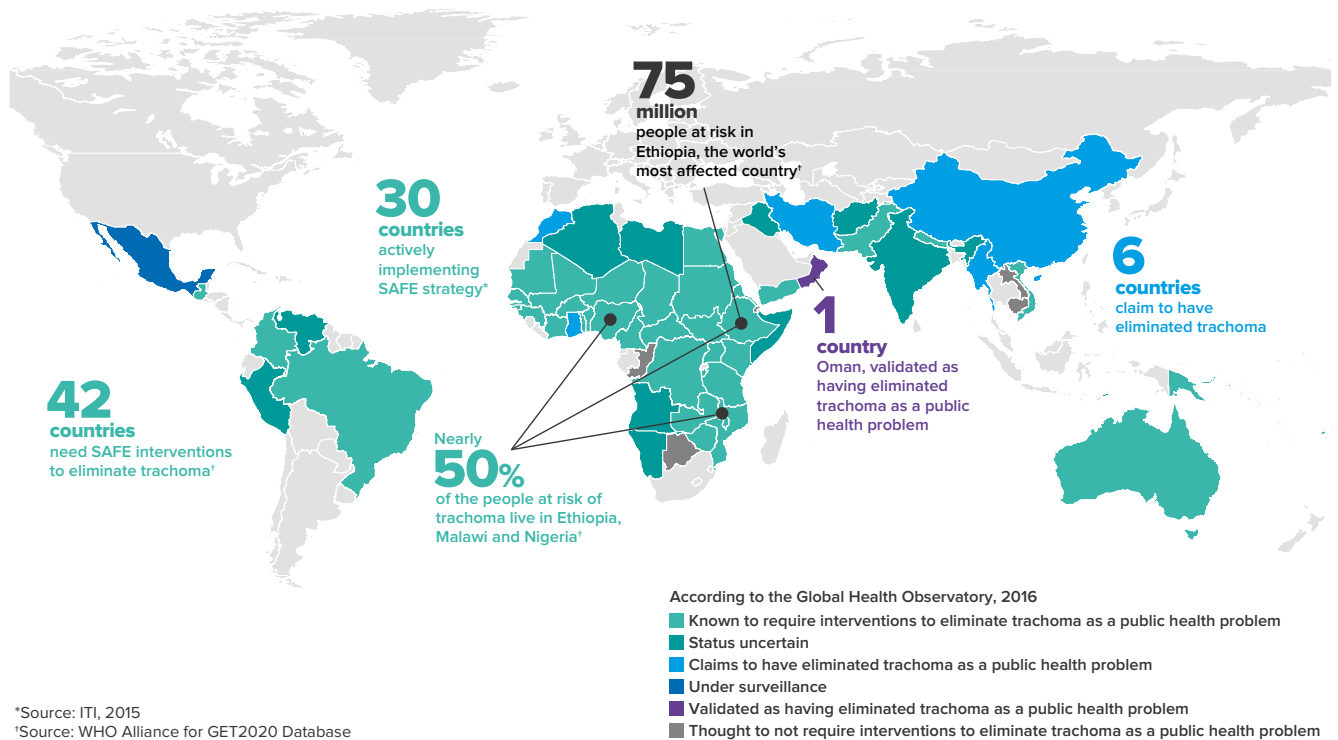 75
million
people at risk in
Ethiopia, the world's
most affected country†
30
countries
actively
implementing
SAFE strategy*
6
countries
claim to have
eliminated trachoma
1
country
Oman, validated as
having eliminated
trachoma as a public
health problem
42
countries
need SAFE interventions
to eliminate trachoma†
Nearly
50%
of the people at risk of
trachoma live in Ethiopia,
Malawi and Nigeria†
According to the Global Health Observatory, 2016
Known to require interventions to eliminate trachoma as a public health problem
Status uncertain
Claims to have eliminated trachoma as a public health problem
Under surveillance
Validated as having eliminated trachoma as a public health problem
Thought to not require interventions to eliminate trachoma as a public health problem
*Source: ITI, 2015
†Source: WHO Alliance for GET2020 Database